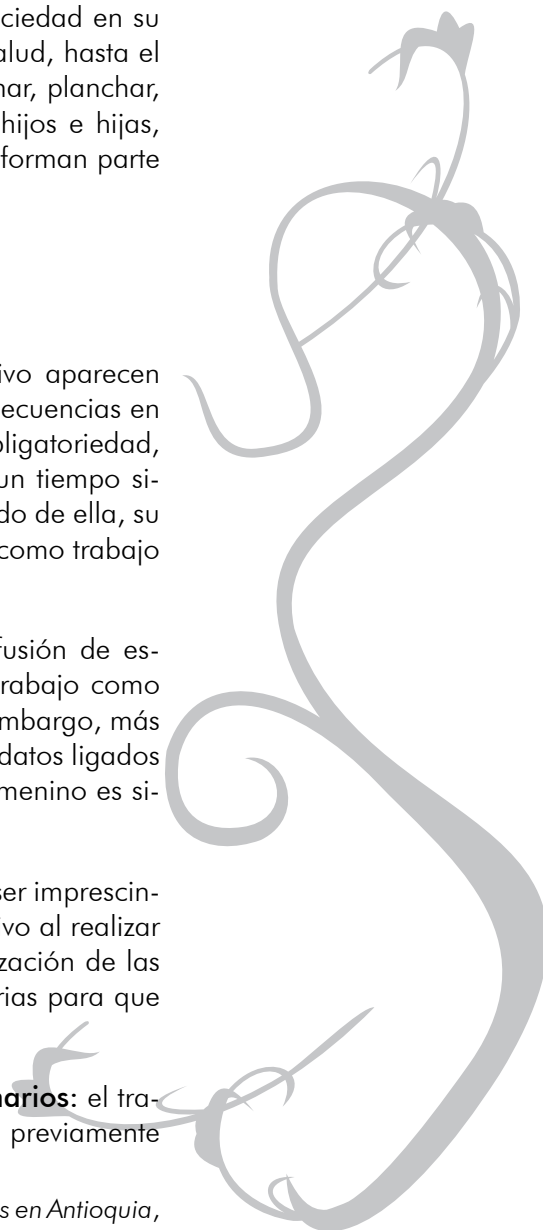 ciedad en su
alud, hasta el
nar, planchar,
hijos e hijas,
forman parte
ivo aparecen
ecuencias en
bligatoriedad,
un tiempo si-
do de ella, su
como trabajo
fusión de es-
rabajo como
mbargo, más
datos ligados
menino es si-
ser imprescin-
vo al realizar
zación de las
rias para que
narios: el tra-
previamente
s en Antioquia,